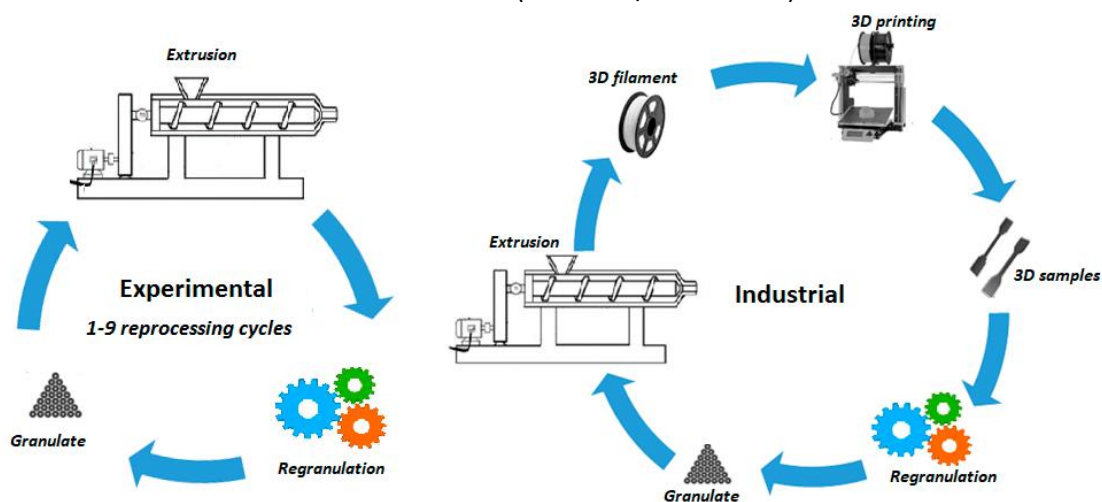 Extrusion
Experimental
1-9 reprocessing cycles
Granulate
Regranulation
3D printing
3D filament
Extrusion
Industrial
3D samples
Regranulation
Granulate